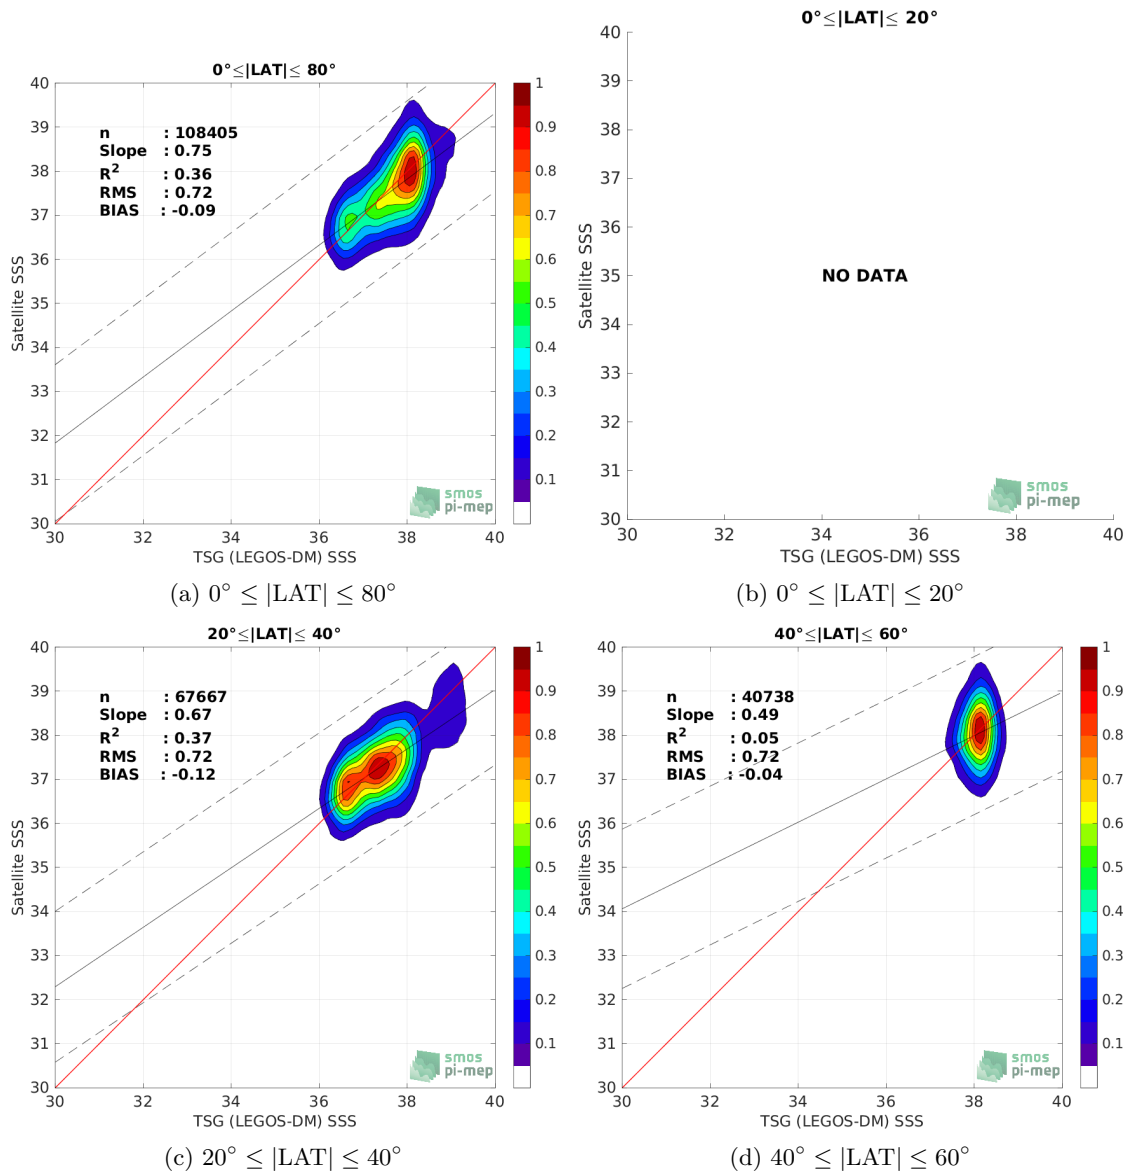 0°≤|LAT|≤ 80°
n : 108405
Slope : 0.75
R² : 0.36
RMS : 0.72
BIAS : -0.09
40
39
38
37
36
35
34
33
32
31
30
Satellite SSS
30 32 34 36 38 40
TSG (LEGOS-DM) SSS
1
0.9
0.8
0.7
0.6
0.5
0.4
0.3
0.2
0.1
smos
pi-mep
(a) 0° ≤ |LAT| ≤ 80°
0°≤|LAT|≤ 20°
40
39
38
37
36
35
34
33
32
31
30
Satellite SSS
NO DATA
30 32 34 36 38 40
TSG (LEGOS-DM) SSS
smos
pi-mep
(b) 0° ≤ |LAT| ≤ 20°
20°≤|LAT|≤ 40°
n : 67667
Slope : 0.67
R² : 0.37
RMS : 0.72
BIAS : -0.12
40
39
38
37
36
35
34
33
32
31
30
Satellite SSS
30 32 34 36 38 40
TSG (LEGOS-DM) SSS
1
0.9
0.8
0.7
0.6
0.5
0.4
0.3
0.2
0.1
smos
pi-mep
(c) 20° ≤ |LAT| ≤ 40°
40°≤|LAT|≤ 60°
n : 40738
Slope : 0.49
R² : 0.05
RMS : 0.72
BIAS : -0.04
40
39
38
37
36
35
34
33
32
31
30
Satellite SSS
30 32 34 36 38 40
TSG (LEGOS-DM) SSS
1
0.9
0.8
0.7
0.6
0.5
0.4
0.3
0.2
0.1
smos
pi-mep
(d) 40° ≤ |LAT| ≤ 60°